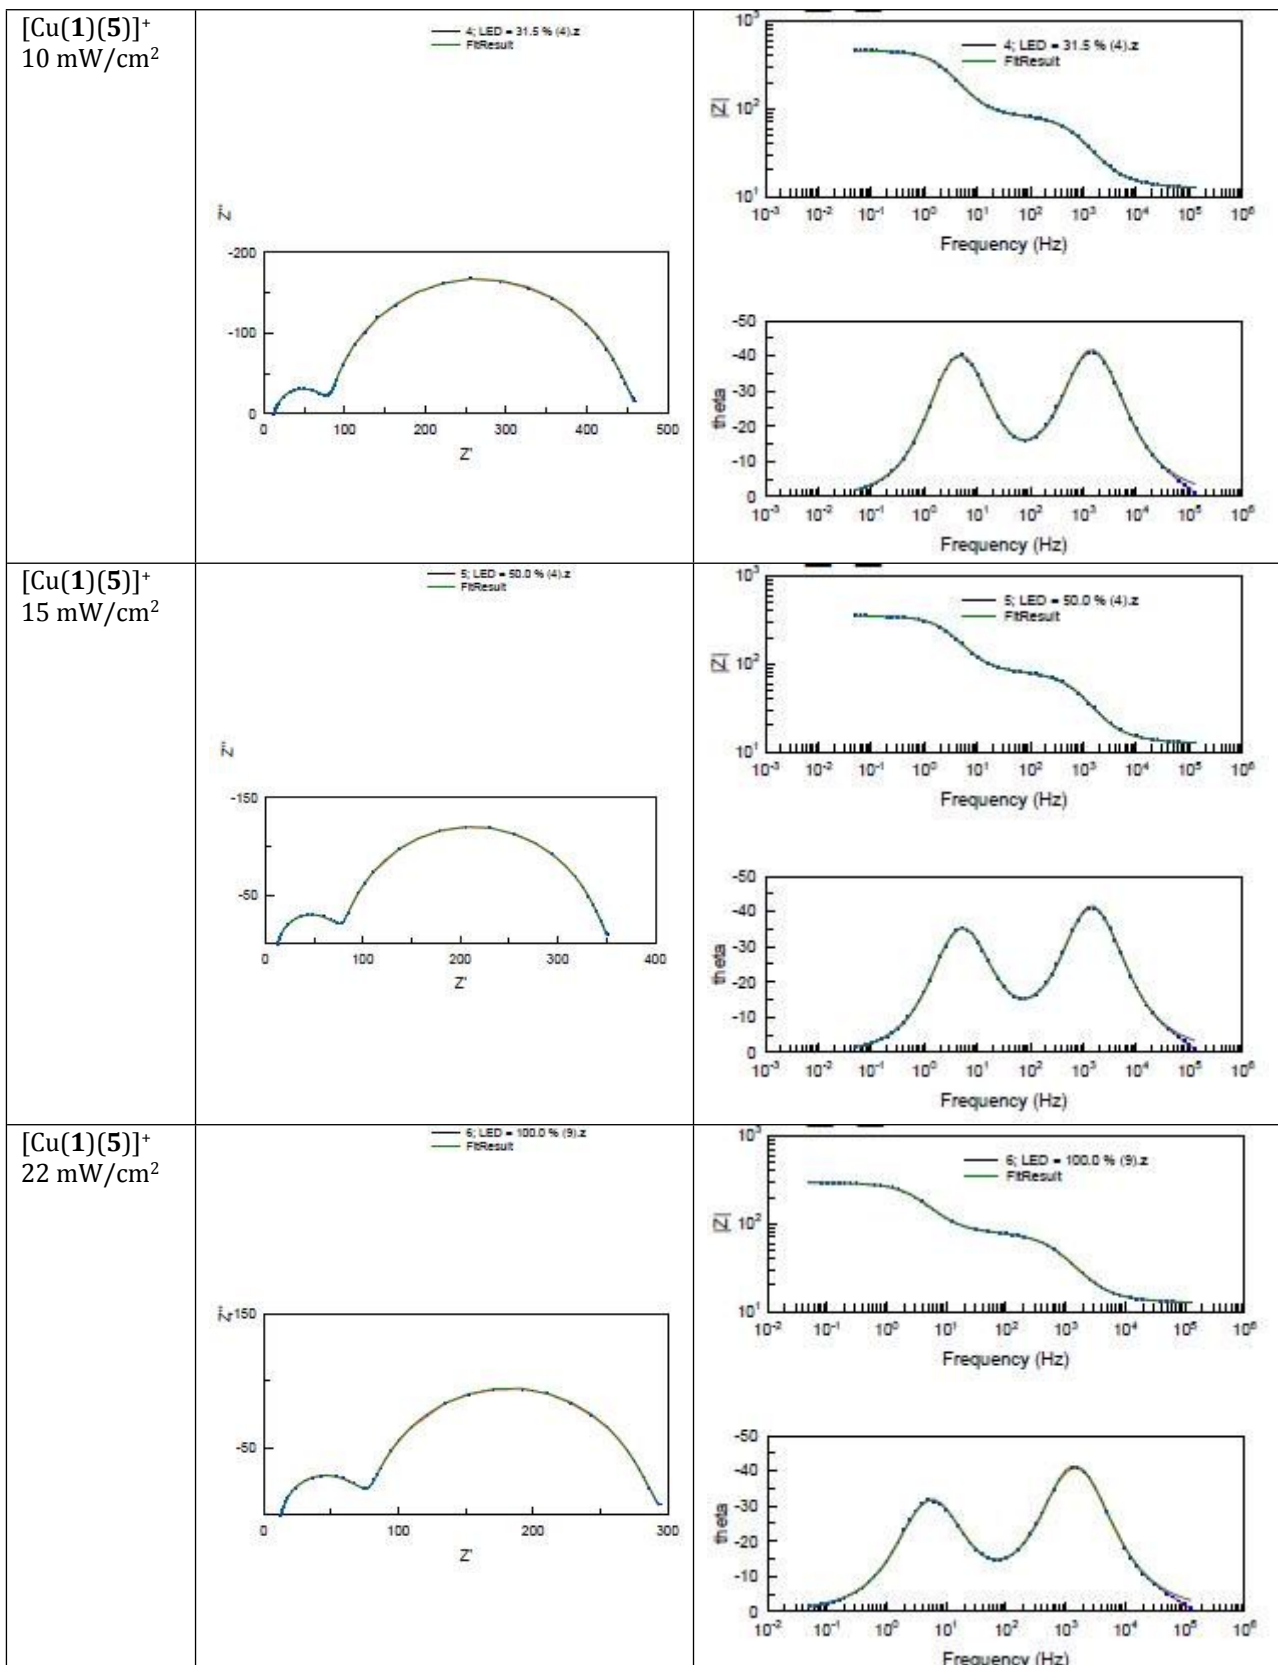 [Cu(1)(5)]⁺
10 mW/cm²
4; LED = 31.5 % (4).z
FitResult
Z''
-200
-100
0
0 100 200 300 400 500
Z'
10³
4; LED = 31.5 % (4).z
FitResult
|Z|
10²
10¹
10⁻³ 10⁻² 10⁻¹ 10⁰ 10¹ 10² 10³ 10⁴ 10⁵ 10⁶
Frequency (Hz)
-50
-40
-30
theta
-20
-10
0
10⁻³ 10⁻² 10⁻¹ 10⁰ 10¹ 10² 10³ 10⁴ 10⁵ 10⁶
Frequency (Hz)
[Cu(1)(5)]⁺
15 mW/cm²
5; LED = 50.0 % (4).z
FitResult
Z''
-150
-50
0 100 200 300 400
Z'
10³
5; LED = 50.0 % (4).z
FitResult
|Z|
10²
10¹
10⁻³ 10⁻² 10⁻¹ 10⁰ 10¹ 10² 10³ 10⁴ 10⁵ 10⁶
Frequency (Hz)
-50
-40
-30
theta
-20
-10
0
10⁻³ 10⁻² 10⁻¹ 10⁰ 10¹ 10² 10³ 10⁴ 10⁵ 10⁶
Frequency (Hz)
[Cu(1)(5)]⁺
22 mW/cm²
6; LED = 100.0 % (9).z
FitResult
Z''
-150
-50
0 100 200 300
Z'
10³
6; LED = 100.0 % (9).z
FitResult
|Z|
10²
10¹
10⁻² 10⁻¹ 10⁰ 10¹ 10² 10³ 10⁴ 10⁵ 10⁶
Frequency (Hz)
-50
-40
-30
theta
-20
-10
0
10⁻² 10⁻¹ 10⁰ 10¹ 10² 10³ 10⁴ 10⁵ 10⁶
Frequency (Hz)